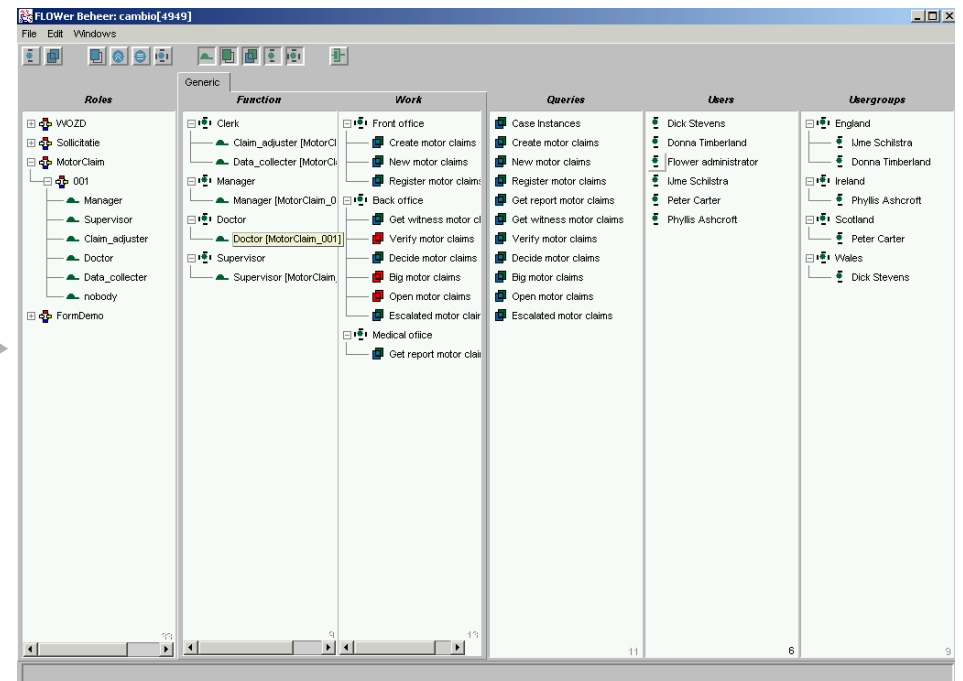 FLOWer Beheer: cambio[4949]
File Edit Windows
Generic
Roles
WOZD
Sollicitatie
MotorClaim
001
Manager
Supervisor
Claim_adjuster
Doctor
Data_collecter
nobody
FormDemo
33
Function
Clerk
Claim_adjuster [MotorCl
Data_collecter [MotorCl
Manager
Manager [MotorClaim_0
Doctor
Doctor [MotorClaim_001]
Supervisor
Supervisor [MotorClaim_
9
Work
Front office
Create motor claims
New motor claims
Register motor claims
Back office
Get witness motor cl
Verify motor claims
Decide motor claims
Big motor claims
Open motor claims
Escalated motor clair
Medical ofiice
Get report motor clai
13
Queries
Case Instances
Create motor claims
New motor claims
Register motor claims
Get report motor claims
Get witness motor claims
Verify motor claims
Decide motor claims
Big motor claims
Open motor claims
Escalated motor claims
11
Users
Dick Stevens
Donna Timberland
Flower administrator
IJme Schilstra
Peter Carter
Phyllis Ashcroft
6
Usergroups
England
IJme Schilstra
Donna Timberland
Ireland
Phyllis Ashcroft
Scotland
Peter Carter
Wales
Dick Stevens
9